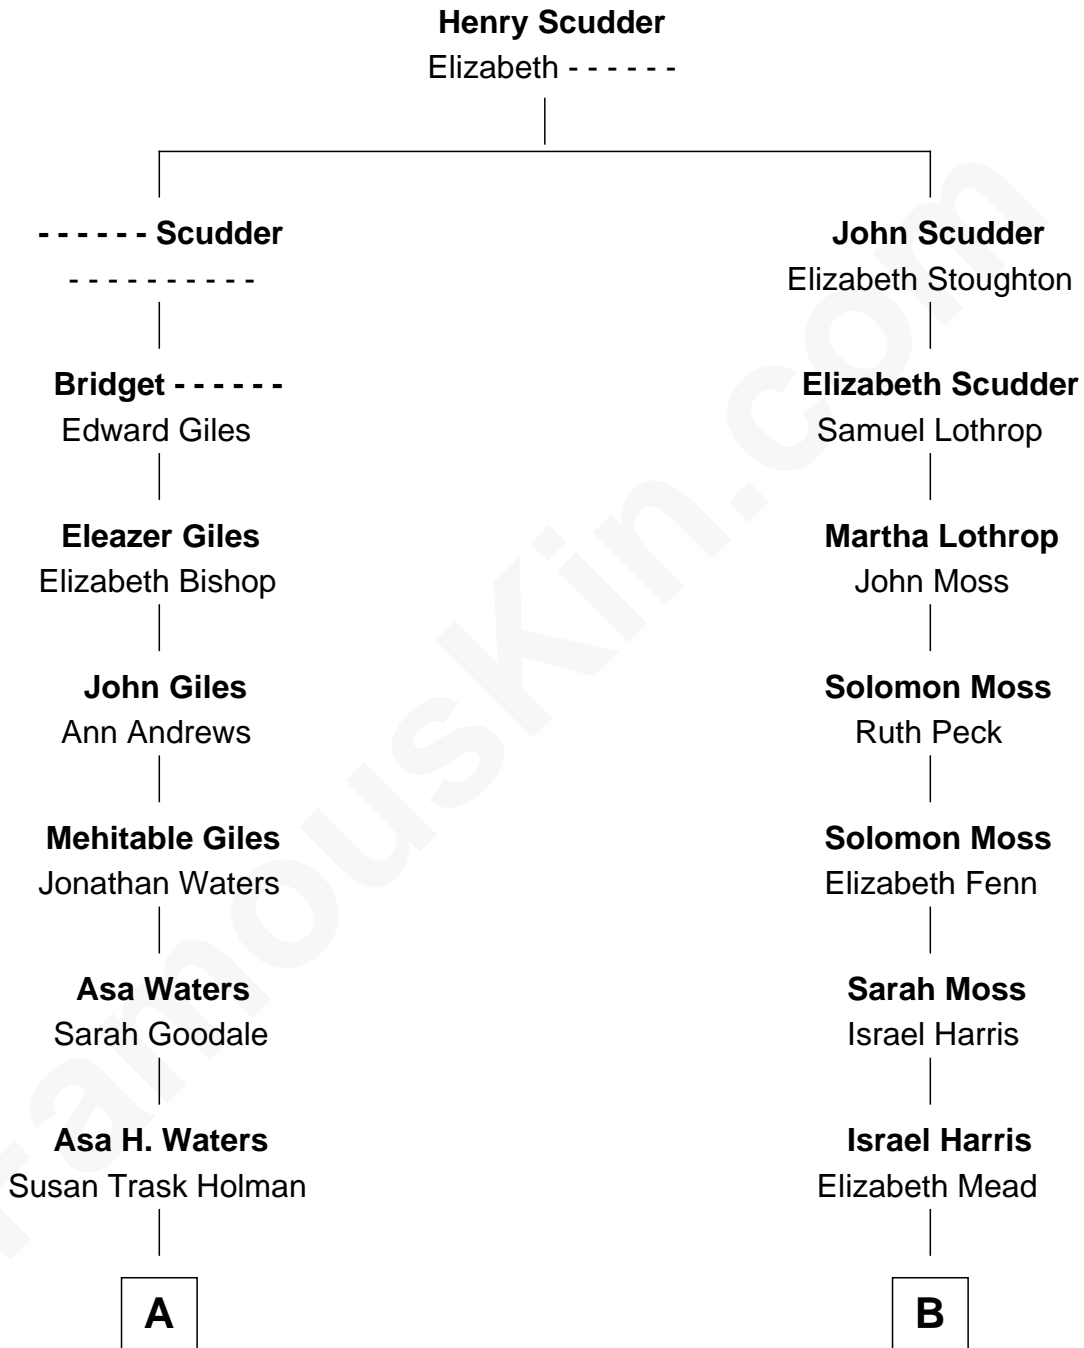 Henry Scudder
Elizabeth - - - - - -
- - - - - - Scudder
- - - - - - - - - -
Bridget - - - - - -
Edward Giles
Eleazer Giles
Elizabeth Bishop
John Giles
Ann Andrews
Mehitable Giles
Jonathan Waters
Asa Waters
Sarah Goodale
Asa H. Waters
Susan Trask Holman
A
John Scudder
Elizabeth Stoughton
Elizabeth Scudder
Samuel Lothrop
Martha Lothrop
John Moss
Solomon Moss
Ruth Peck
Solomon Moss
Elizabeth Fenn
Sarah Moss
Israel Harris
Israel Harris
Elizabeth Mead
B
FamousKin.com